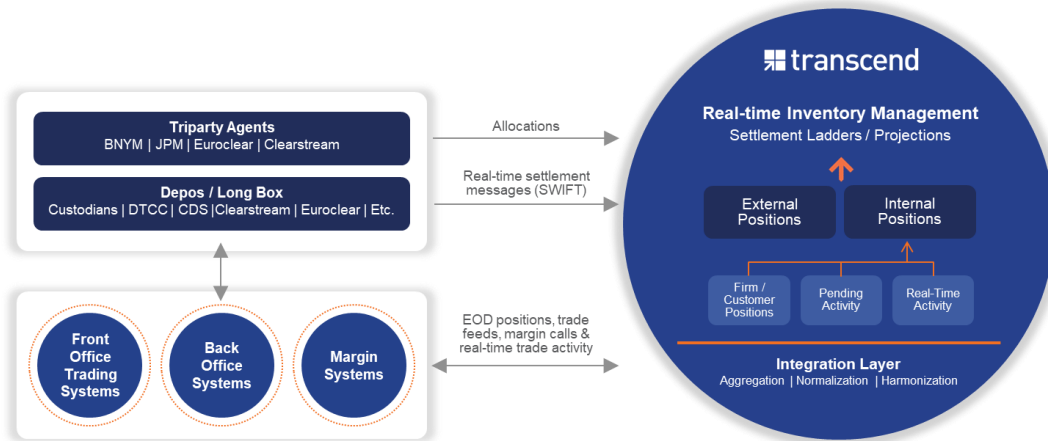 Triparty Agents
BNYM | JPM | Euroclear | Clearstream
Depos / Long Box
Custodians | DTCC | CDS |Clearstream | Euroclear | Etc.
Front
Office
Trading
Systems
Back
Office
Systems
Margin
Systems
Allocations
Real-time settlement
messages (SWIFT)
EOD positions, trade
feeds, margin calls &
real-time trade activity
transcend
Real-time Inventory Management
Settlement Ladders / Projections
External
Positions
Internal
Positions
Firm /
Customer
Positions
Pending
Activity
Real-Time
Activity
Integration Layer
Aggregation | Normalization | Harmonization